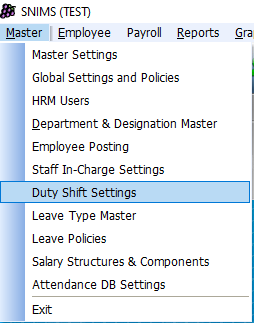 SNIMS (TEST)
Master Employee Payroll Reports Gra
Master Settings
Global Settings and Policies
HRM Users
Department & Designation Master
Employee Posting
Staff In-Charge Settings
Duty Shift Settings
Leave Type Master
Leave Policies
Salary Structures & Components
Attendance DB Settings
Exit